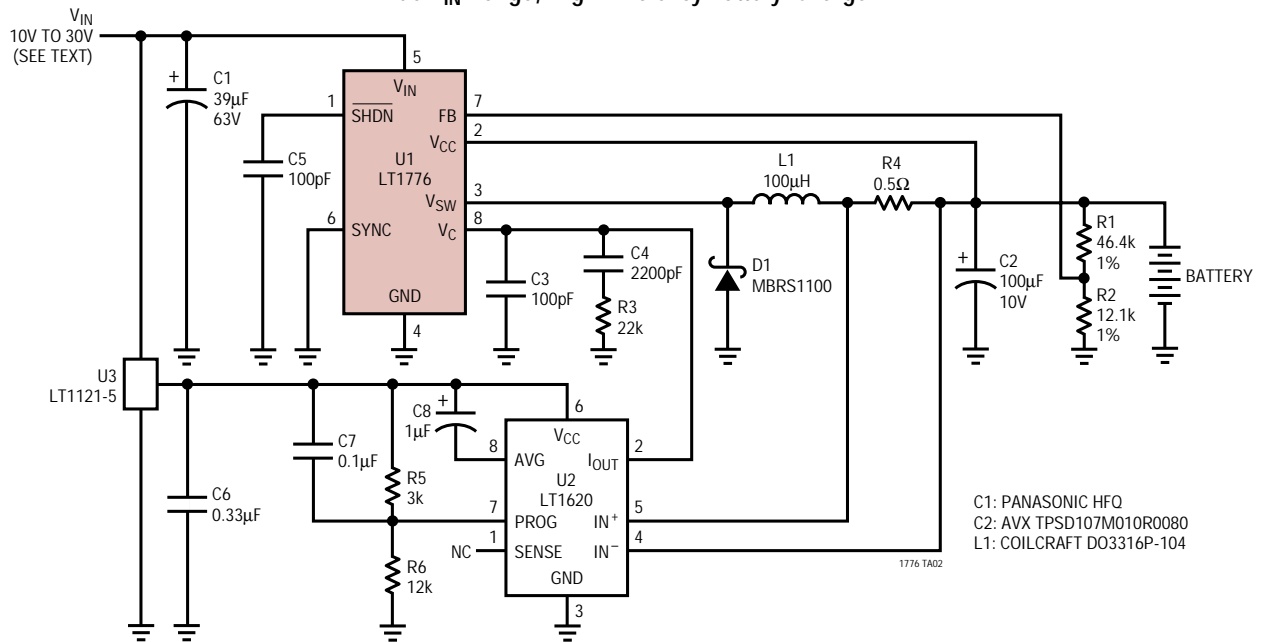 V_IN Range, High Efficiency Battery Charger
V_IN
10V TO 30V
(SEE TEXT)
+
C1
39µF
63V
5
V_IN
1
SHDN
FB
7
V_CC
2
C5
100pF
U1
LT1776
V_SW
3
6
SYNC
V_C
8
GND
4
C3
100pF
C4
2200pF
R3
22k
D1
MBRS1100
L1
100µH
R4
0.5Ω
+
C2
100µF
10V
R1
46.4k
1%
R2
12.1k
1%
BATTERY
U3
LT1121-5
C6
0.33µF
C7
0.1µF
R5
3k
R6
12k
C8
1µF
+
6
V_CC
8
AVG
I_OUT
2
U2
LT1620
7
PROG
IN+
5
NC
1
SENSE
IN−
4
GND
3
1776 TA02
C1: PANASONIC HFQ
C2: AVX TPSD107M010R0080
L1: COILCRAFT DO3316P-104